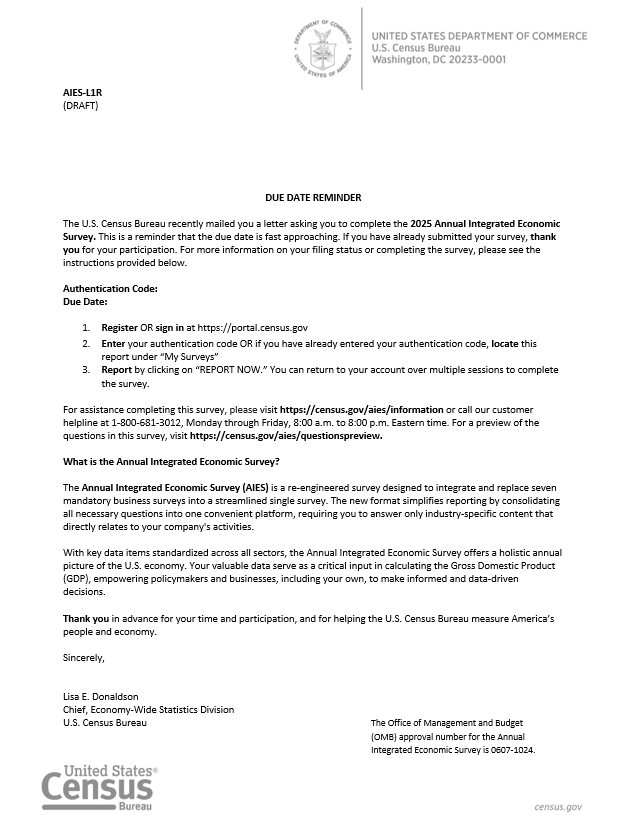 DEPARTMENT OF COMMERCE
UNITED STATES OF AMERICA
UNITED STATES DEPARTMENT OF COMMERCE
U.S. Census Bureau
Washington, DC 20233-0001
AIES-L1R
(DRAFT)
DUE DATE REMINDER
The U.S. Census Bureau recently mailed you a letter asking you to complete the 2025 Annual Integrated Economic
Survey. This is a reminder that the due date is fast approaching. If you have already submitted your survey, thank
you for your participation. For more information on your filing status or completing the survey, please see the
instructions provided below.
Authentication Code:
Due Date:
1. Register OR sign in at https://portal.census.gov
2. Enter your authentication code OR if you have already entered your authentication code, locate this
report under “My Surveys”
3. Report by clicking on “REPORT NOW.” You can return to your account over multiple sessions to complete
the survey.
For assistance completing this survey, please visit https://census.gov/aies/information or call our customer
helpline at 1-800-681-3012, Monday through Friday, 8:00 a.m. to 8:00 p.m. Eastern time. For a preview of the
questions in this survey, visit https://census.gov/aies/questionspreview.
What is the Annual Integrated Economic Survey?
The Annual Integrated Economic Survey (AIES) is a re-engineered survey designed to integrate and replace seven
mandatory business surveys into a streamlined single survey. The new format simplifies reporting by consolidating
all necessary questions into one convenient platform, requiring you to answer only industry-specific content that
directly relates to your company's activities.
With key data items standardized across all sectors, the Annual Integrated Economic Survey offers a holistic annual
picture of the U.S. economy. Your valuable data serve as a critical input in calculating the Gross Domestic Product
(GDP), empowering policymakers and businesses, including your own, to make informed and data-driven
decisions.
Thank you in advance for your time and participation, and for helping the U.S. Census Bureau measure America’s
people and economy.
Sincerely,
Lisa E. Donaldson
Chief, Economy-Wide Statistics Division
U.S. Census Bureau
The Office of Management and Budget
(OMB) approval number for the Annual
Integrated Economic Survey is 0607-1024.
United States®
Census
Bureau
census.gov